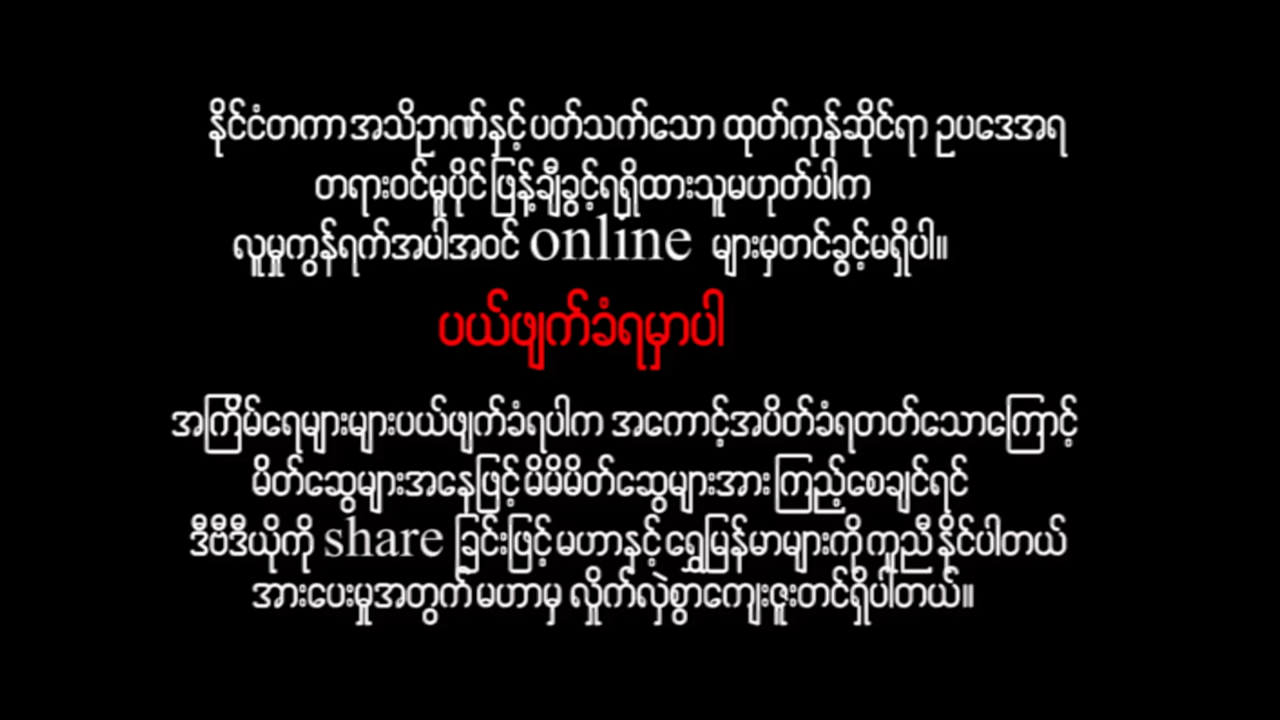 နိုင်ငံတကာ အသိဉာဏ်နှင့် ပတ်သက်သော ထုတ်ကုန်ဆိုင်ရာ ဥပဒေအရ
တရားဝင်မူပိုင် ဖြန့်ချီခွင့်ရရှိထားသူမဟုတ်ပါက
လူမှုကွန်ရက်အပါအဝင် online များမှတင်ခွင့်မရှိပါ။
ပယ်ဖျက်ခံရမှာပါ
အကြိမ်ရေများများပယ်ဖျက်ခံရပါက အကောင့်အပိတ်ခံရတတ်သောကြောင့်
မိတ်ဆွေများအနေဖြင့် မိမိမိတ်ဆွေများအား ကြည့်စေချင်ရင်
ဒီဗီဒီယိုကို share ခြင်းဖြင့် မဟာနှင့် ရွှေမြန်မာများကို ကူညီ နိုင်ပါတယ်
အားပေးမှုအတွက် မဟာမှ လှိုက်လှဲစွာကျေးဇူးတင်ရှိပါတယ်။